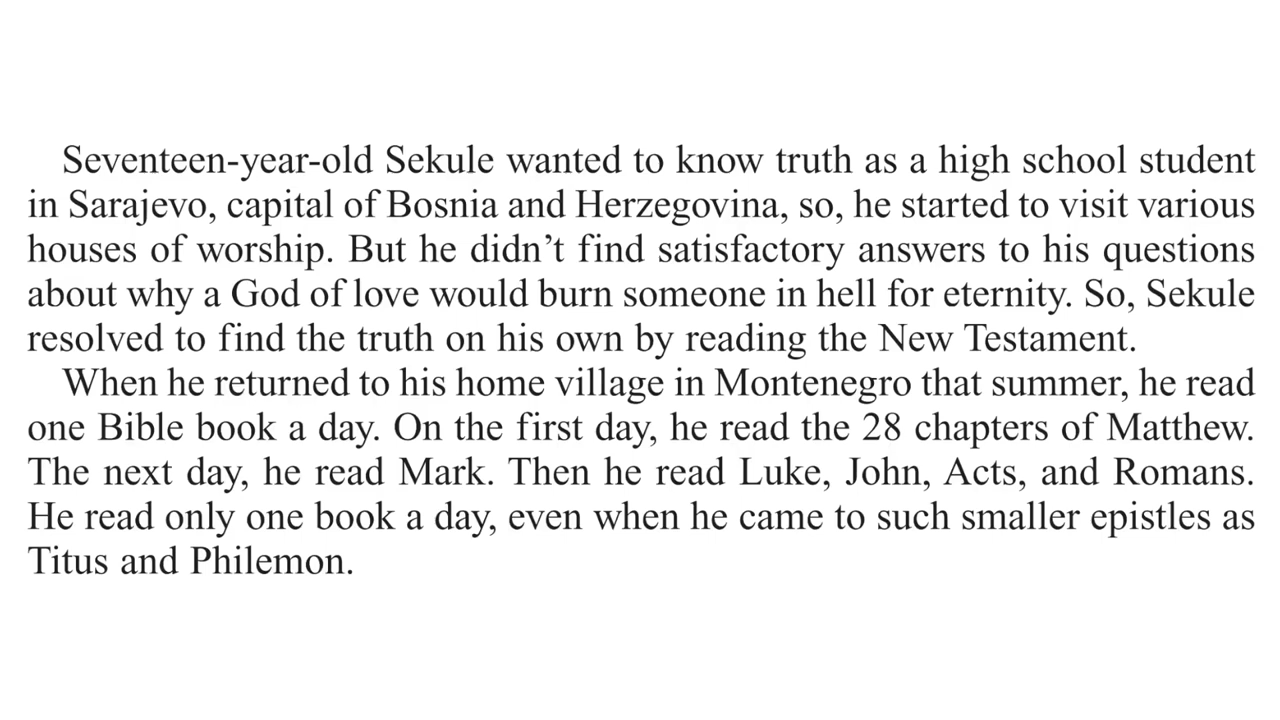 Seventeen-year-old Sekule wanted to know truth as a high school student
in Sarajevo, capital of Bosnia and Herzegovina, so, he started to visit various
houses of worship. But he didn’t find satisfactory answers to his questions
about why a God of love would burn someone in hell for eternity. So, Sekule
resolved to find the truth on his own by reading the New Testament.
When he returned to his home village in Montenegro that summer, he read
one Bible book a day. On the first day, he read the 28 chapters of Matthew.
The next day, he read Mark. Then he read Luke, John, Acts, and Romans.
He read only one book a day, even when he came to such smaller epistles as
Titus and Philemon.